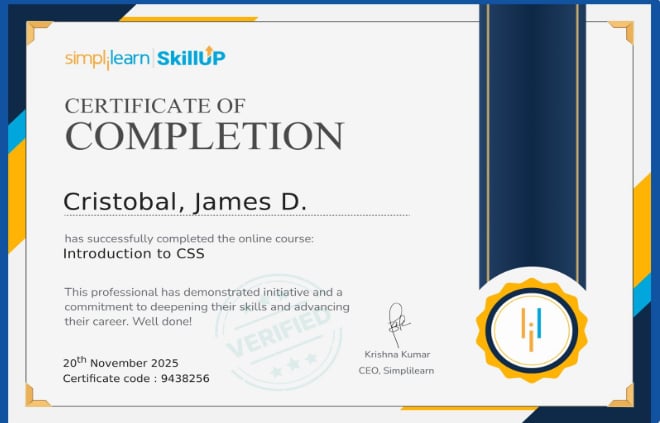 simplilearn | SkillUP
CERTIFICATE OF
COMPLETION
Cristobal, James D.
has successfully completed the online course:
Introduction to CSS
This professional has demonstrated initiative and a
commitment to deepening their skills and advancing
their career. Well done!
VERIFIED
20th November 2025
Certificate code : 9438256
Krishna Kumar
CEO, Simplilearn